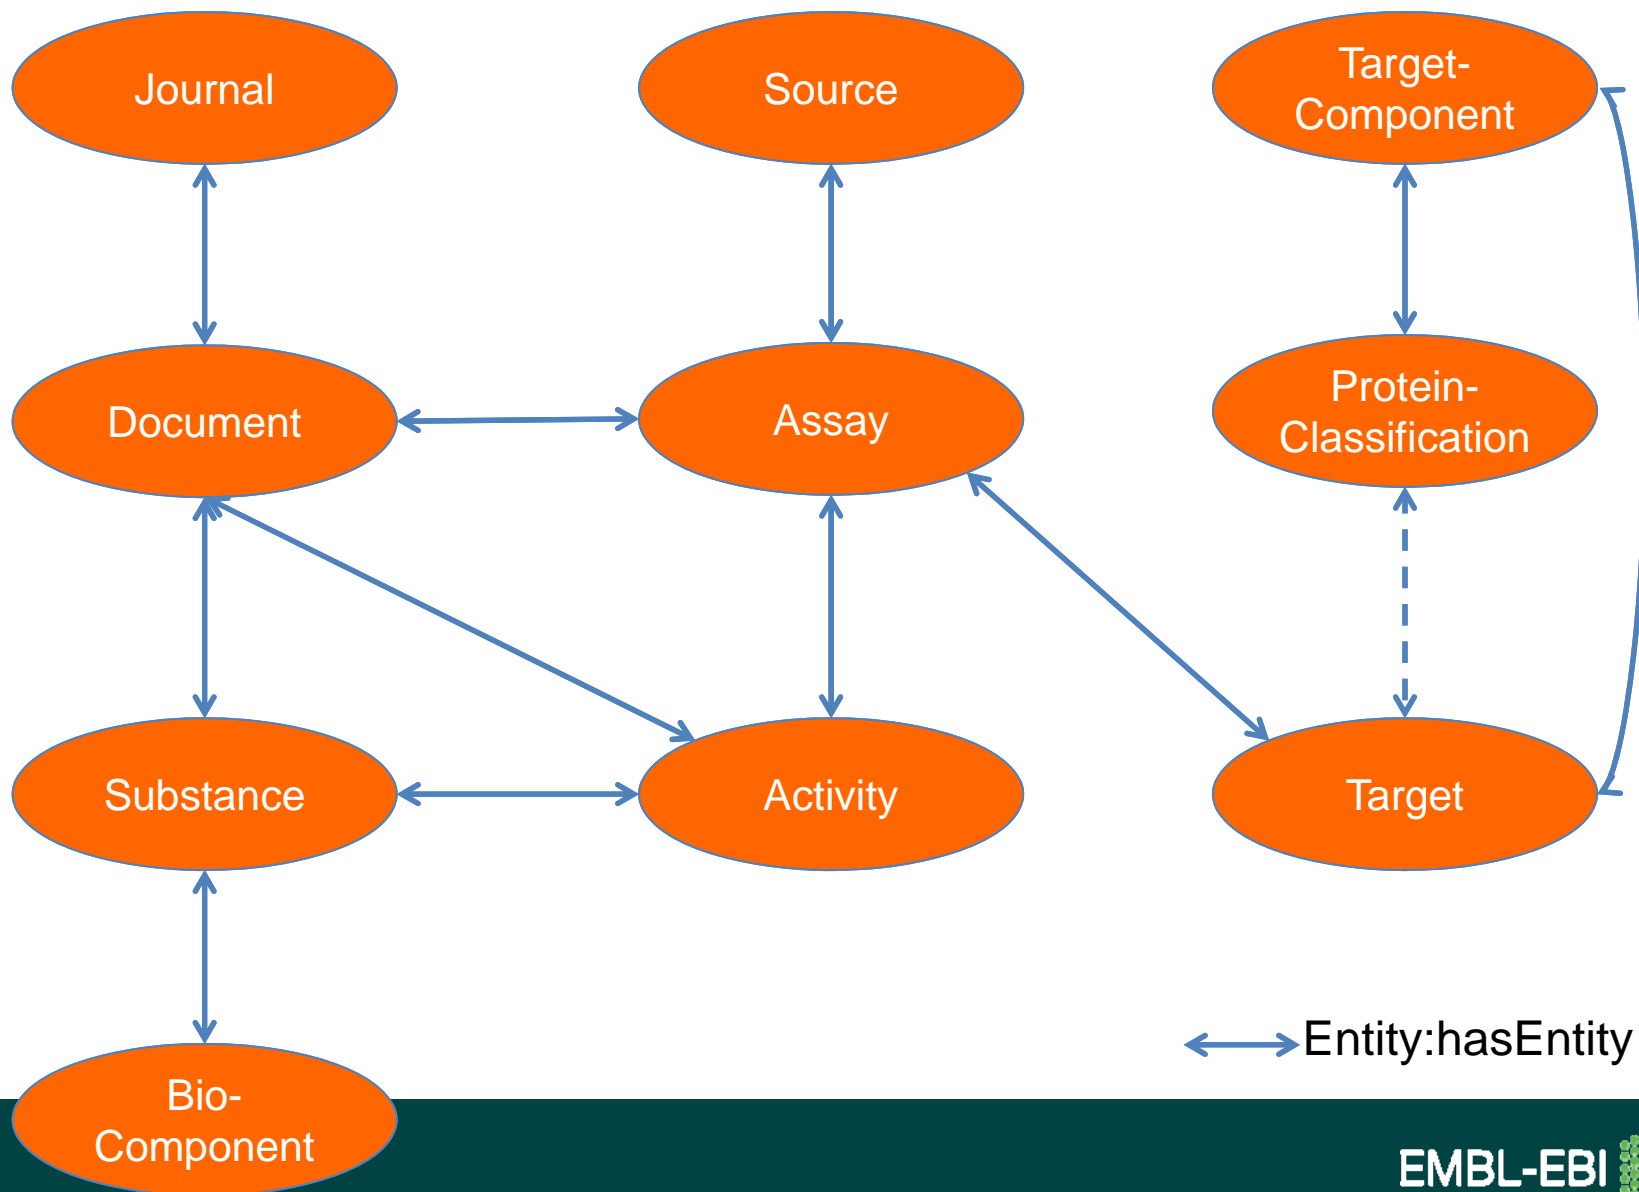 Journal
Source
Target-
Component
Document
Assay
Protein-
Classification
Substance
Activity
Target
Entity:hasEntity
Bio-
Component
EMBL-EBI